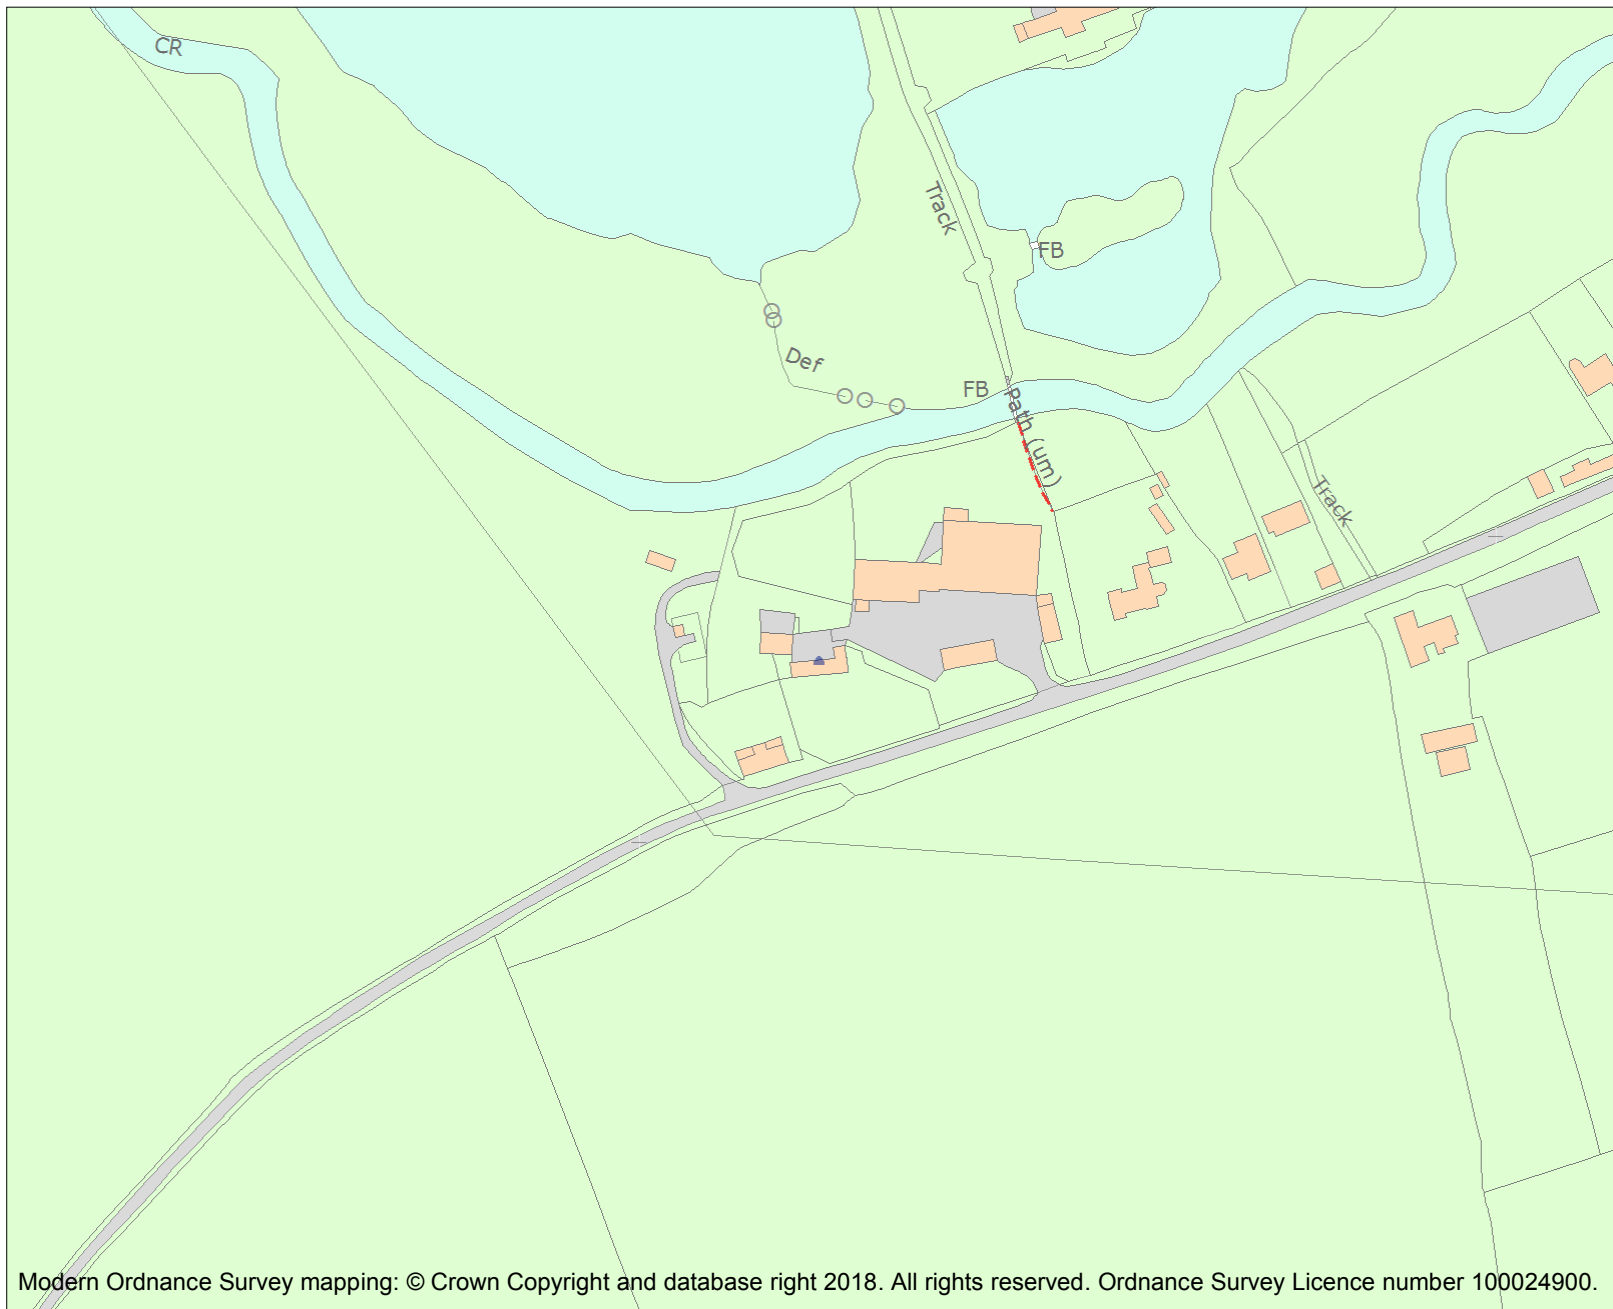 CR
Track
FB
Def
FB
Path (um)
Track
Modern Ordnance Survey mapping: © Crown Copyright and database right 2018. All rights reserved. Ordnance Survey Licence number 100024900.